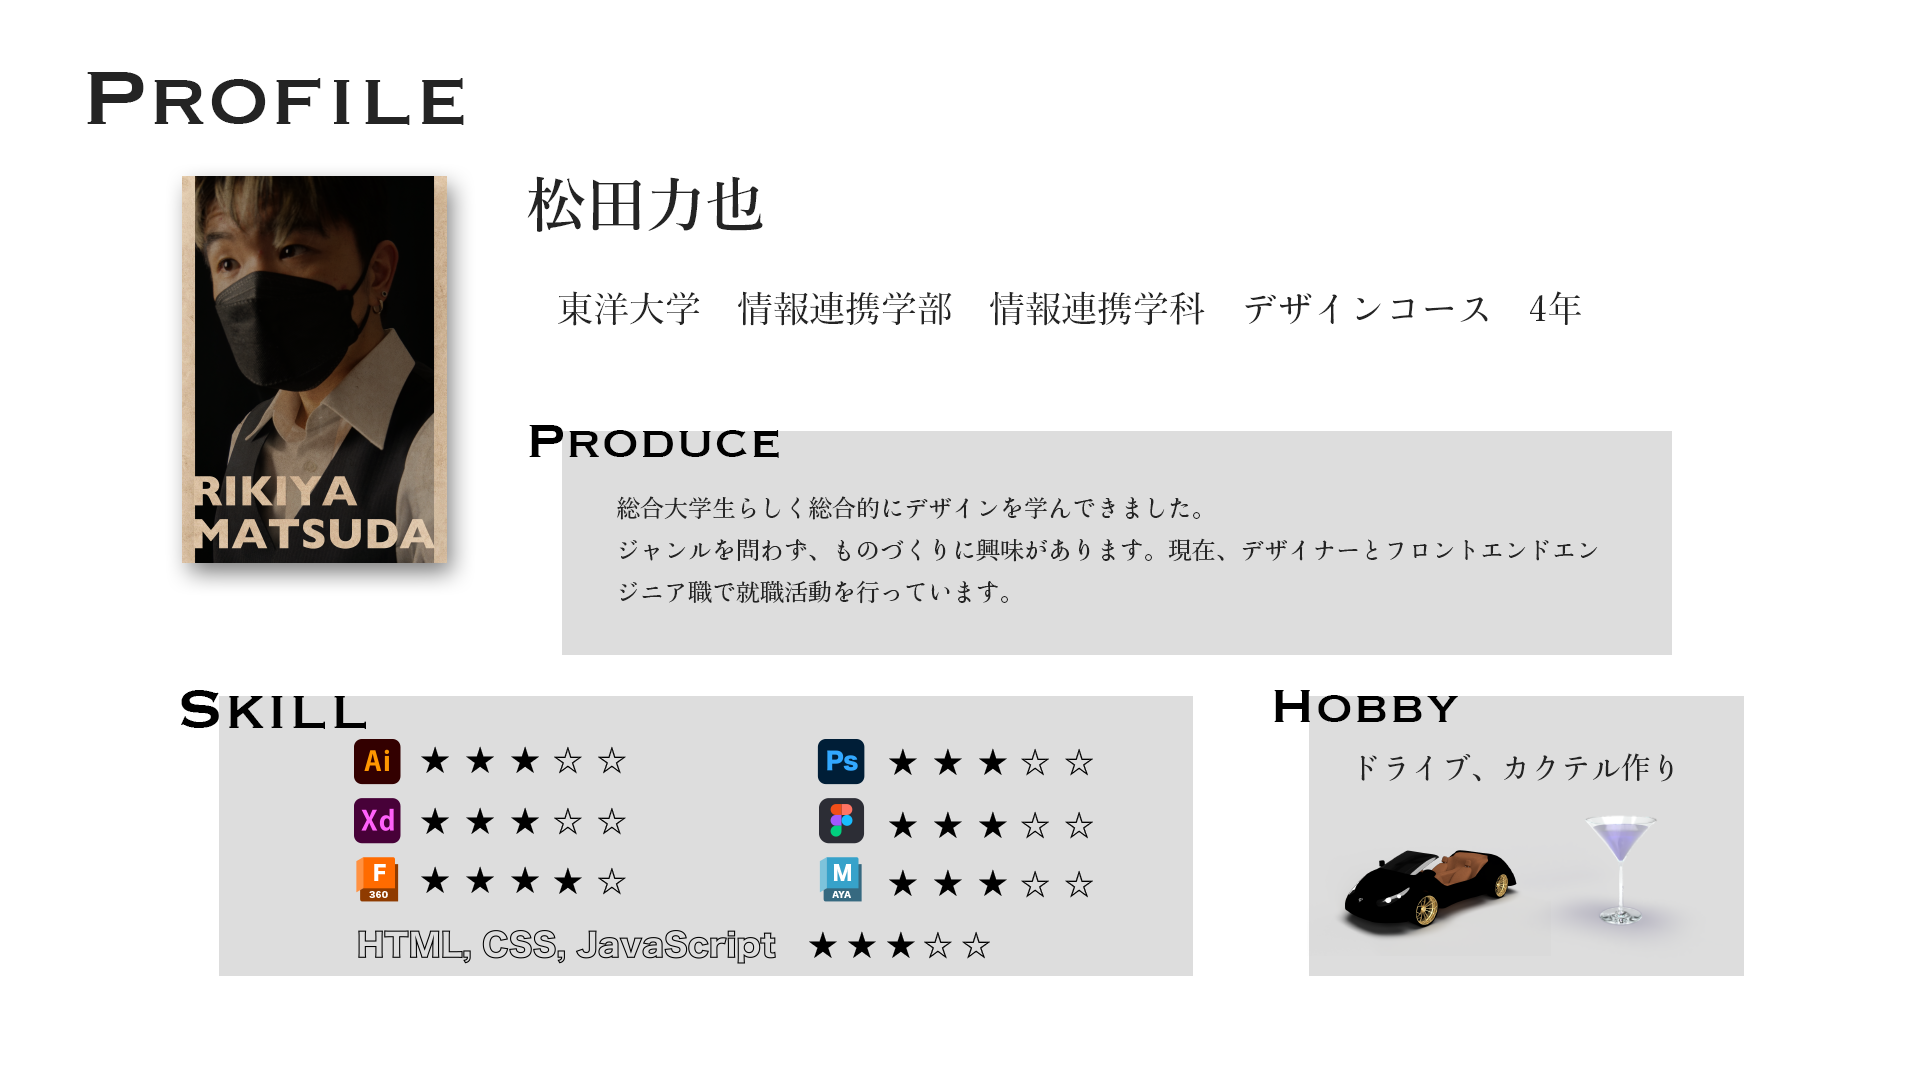 PROFILE
RIKIYA
MATSUDA
松田力也
東洋大学　情報連携学部　情報連携学科　デザインコース　4年
PRODUCE
総合大学生らしく総合的にデザインを学んできました。
ジャンルを問わず、ものづくりに興味があります。現在、デザイナーとフロントエンドエン
ジニア職で就職活動を行っています。
SKILL
Ai ★★★☆☆
Ps ★★★☆☆
Xd ★★★☆☆
★★★☆☆
F 360 ★★★★☆
M AYA ★★★☆☆
HTML, CSS, JavaScript ★★★☆☆
HOBBY
ドライブ、カクテル作り